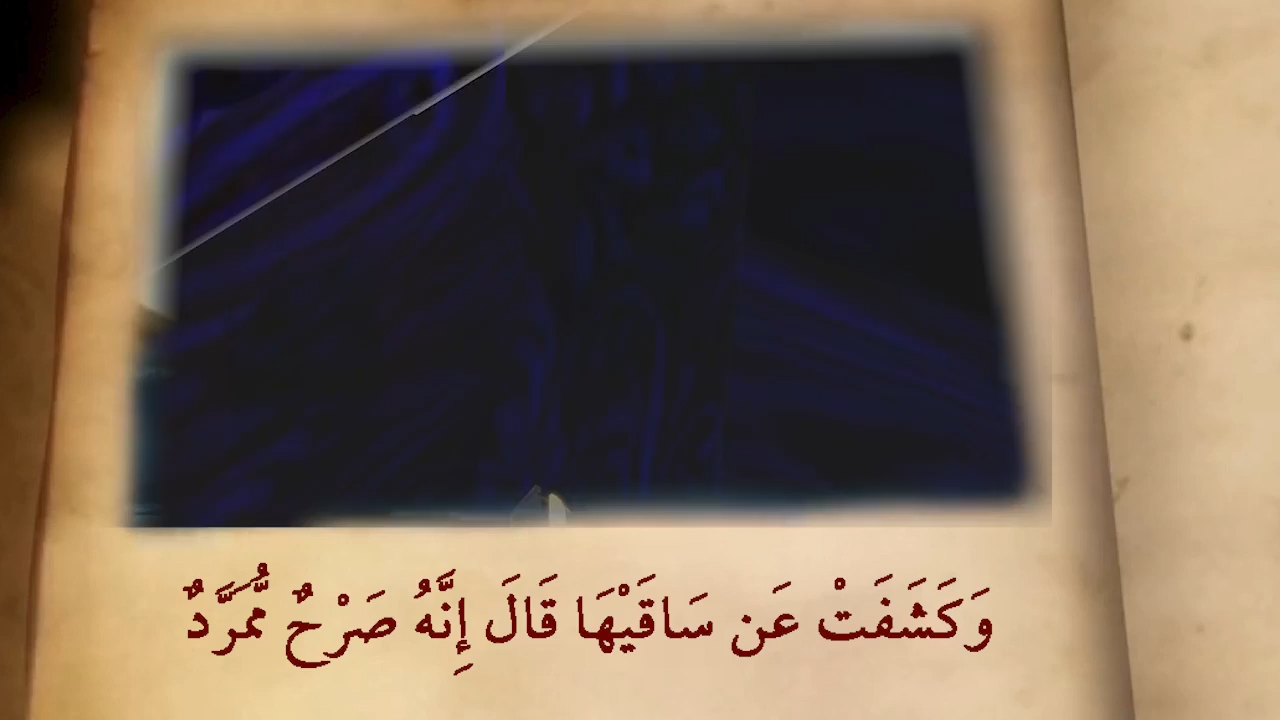 وَكَشَفَتْ عَن سَاقَيْهَا قَالَ إِنَّهُ صَرْحٌ مُّمَرَّدٌ